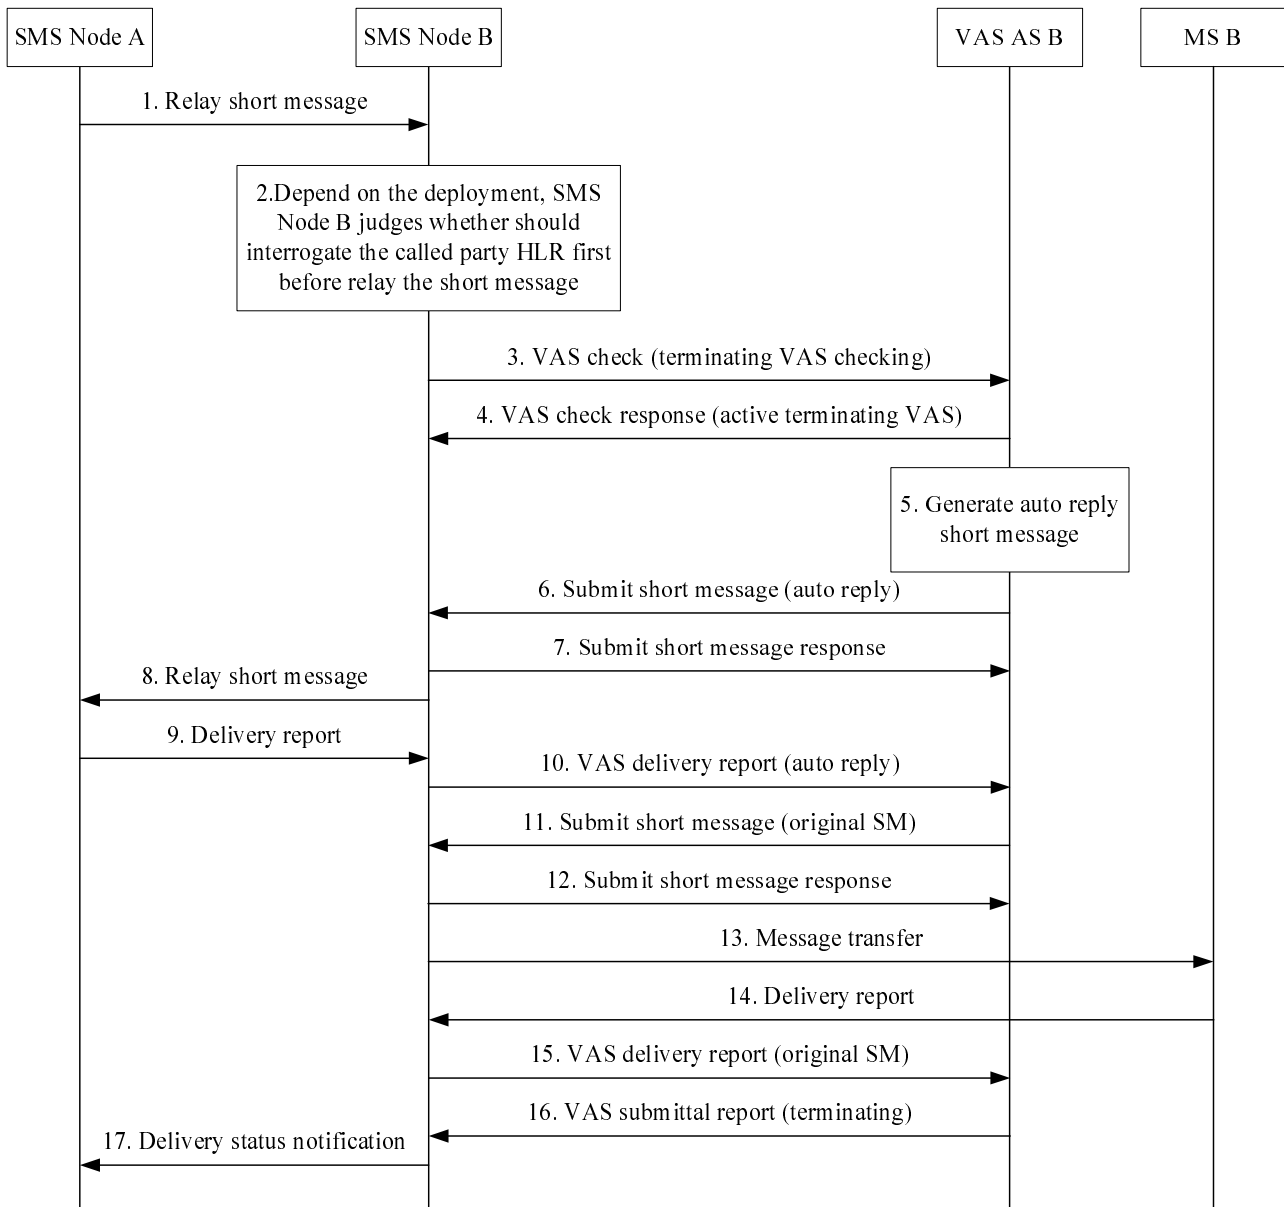 SMS Node A
SMS Node B
VAS AS B
MS B
1. Relay short message
2.Depend on the deployment, SMS
Node B judges whether should
interrogate the called party HLR first
before relay the short message
3. VAS check (terminating VAS checking)
4. VAS check response (active terminating VAS)
5. Generate auto reply
short message
6. Submit short message (auto reply)
7. Submit short message response
8. Relay short message
9. Delivery report
10. VAS delivery report (auto reply)
11. Submit short message (original SM)
12. Submit short message response
13. Message transfer
14. Delivery report
15. VAS delivery report (original SM)
16. VAS submittal report (terminating)
17. Delivery status notification